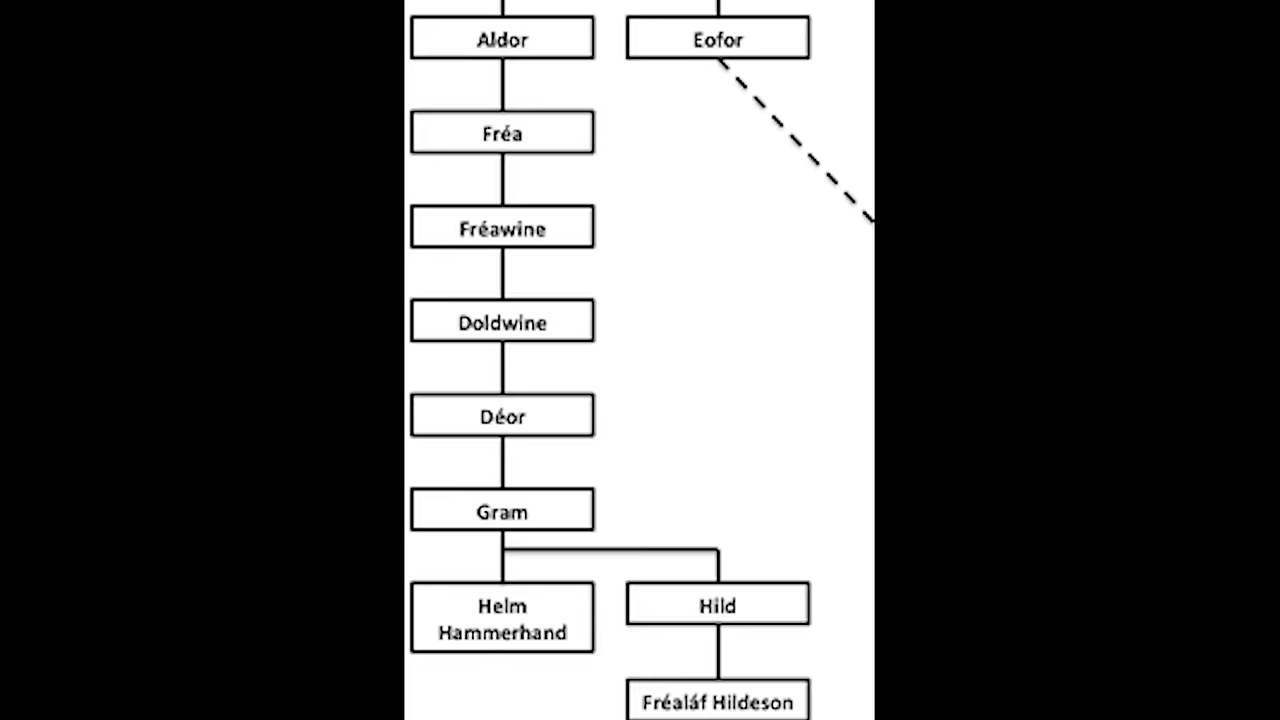 Aldor
Eofor
Fréa
Fréawine
Doldwine
Déor
Gram
Helm
Hammerhand
Hild
Fréaláf Hildeson